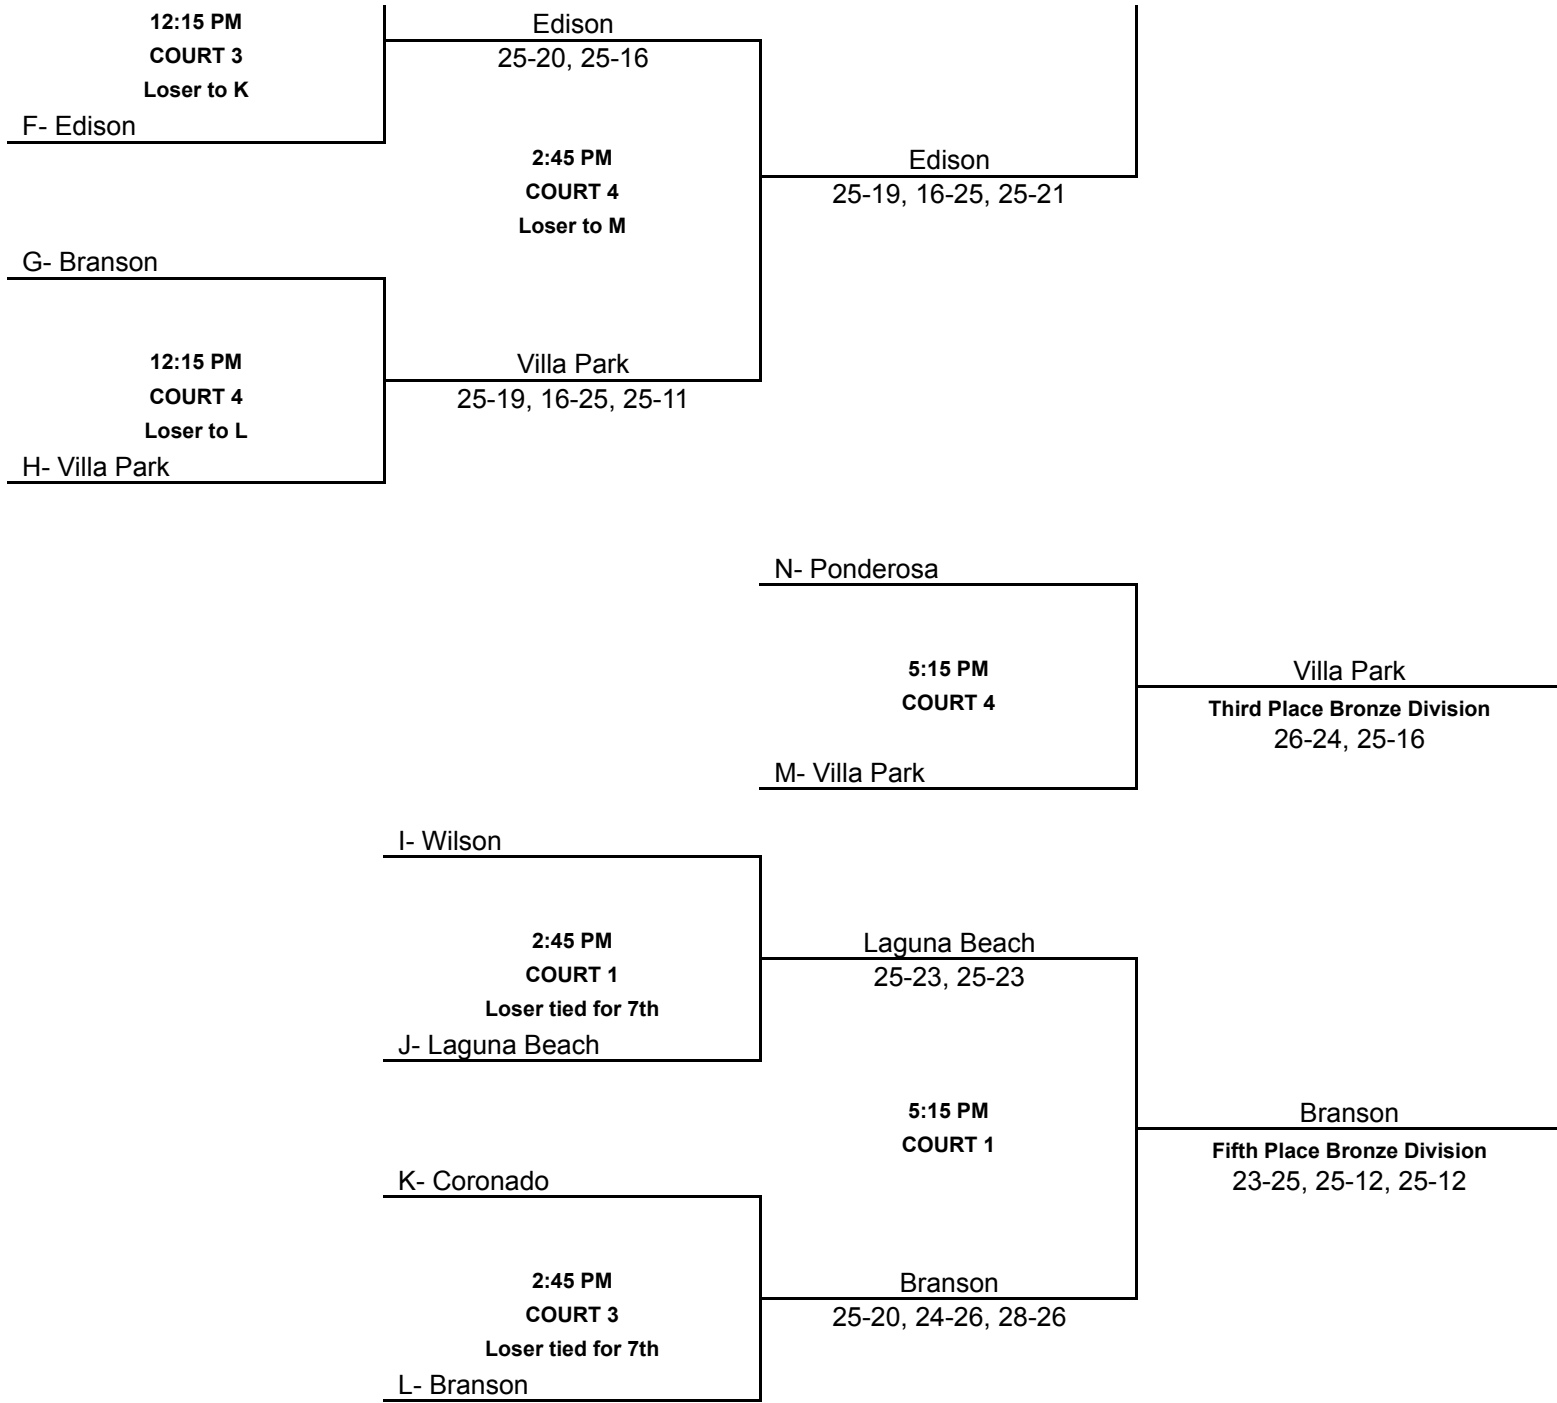 12:15 PM
COURT 3
Loser to K
F- Edison
Edison
25-20, 25-16
2:45 PM
COURT 4
Loser to M
Edison
25-19, 16-25, 25-21
G- Branson
12:15 PM
COURT 4
Loser to L
H- Villa Park
Villa Park
25-19, 16-25, 25-11
N- Ponderosa
5:15 PM
COURT 4
M- Villa Park
Villa Park
Third Place Bronze Division
26-24, 25-16
I- Wilson
2:45 PM
COURT 1
Loser tied for 7th
J- Laguna Beach
Laguna Beach
25-23, 25-23
5:15 PM
COURT 1
Branson
Fifth Place Bronze Division
23-25, 25-12, 25-12
K- Coronado
2:45 PM
COURT 3
Loser tied for 7th
L- Branson
Branson
25-20, 24-26, 28-26